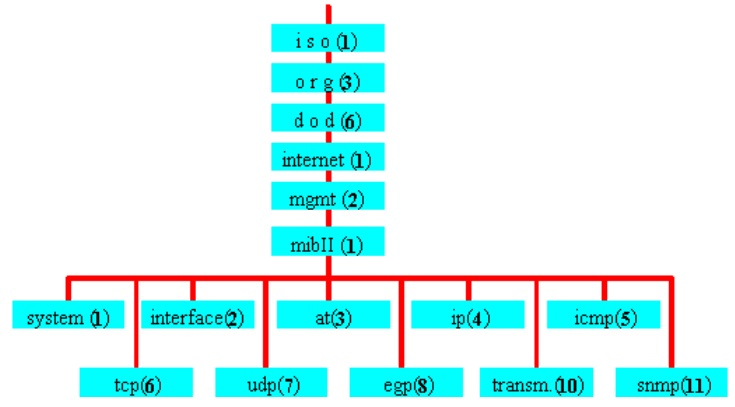 i s o (1)
o r g (3)
d o d (6)
internet (1)
mgmt (2)
mibII (1)
system (1) interface(2) at(3) ip(4) icmp(5)
tcp(6) udp(7) egp(8) transm.(10) snmp(11)